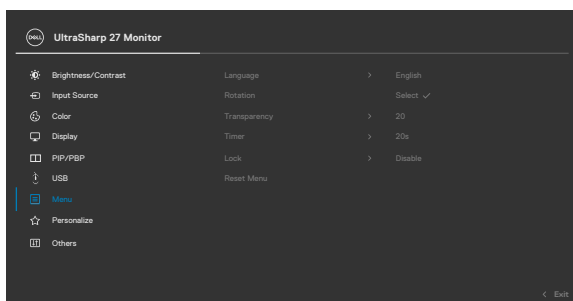 DELL UltraSharp 27 Monitor
Brightness/Contrast Language > English
Input Source Rotation Select ✓
Color Transparency > 20
Display Timer > 20s
PIP/PBP Lock > Disable
USB Reset Menu
Menu
Personalize
Others
< Exit